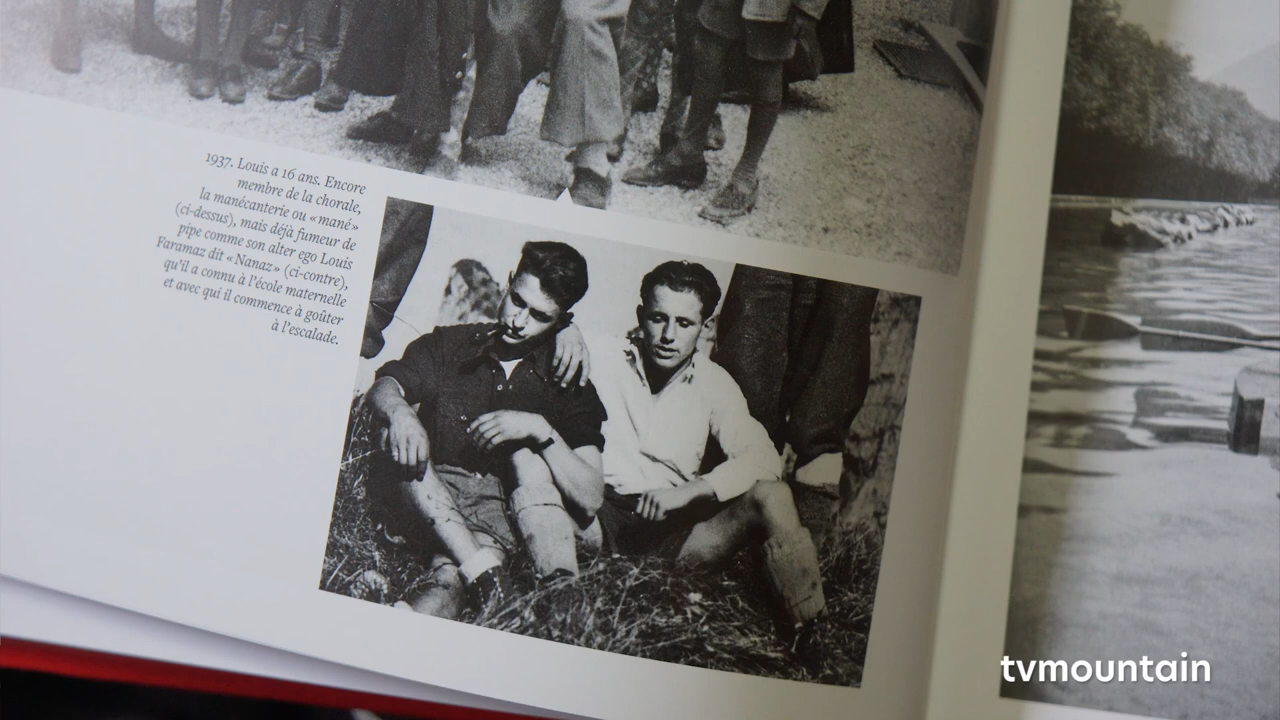 1937. Louis a 16 ans. Encore
membre de la chorale,
la manécanterie ou « mané »
(ci-dessus), mais déjà fumeur de
pipe comme son alter ego Louis
Faramaz dit « Nanaz » (ci-contre),
qu'il a connu à l'école maternelle
et avec qui il commence à goûter
à l'escalade.
tvmountain